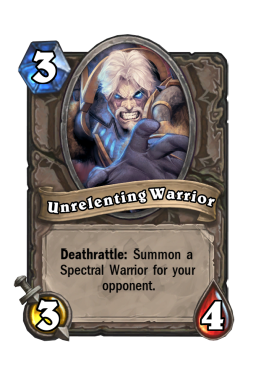 3
Unrelenting Warrior
Deathrattle: Summon a
Spectral Warrior for your
opponent.
3
4